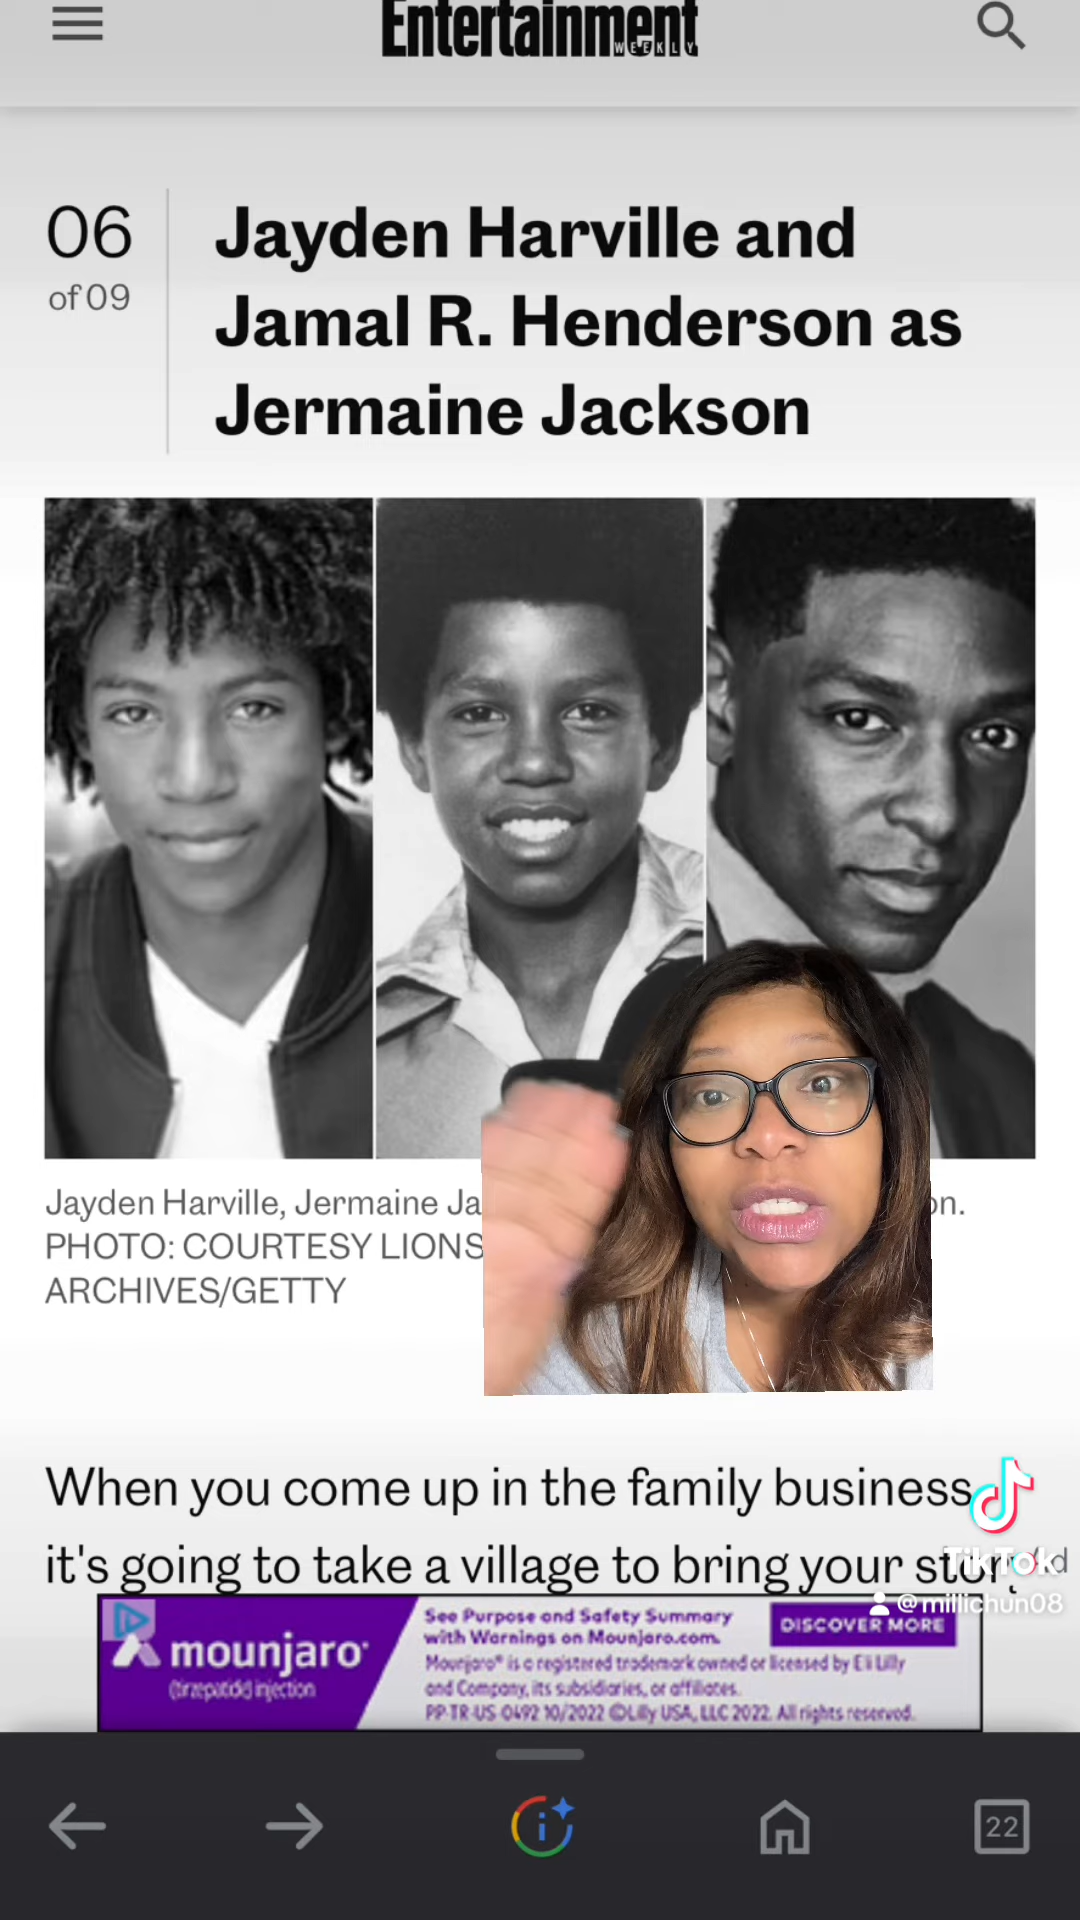 Entertainment
WEEKLY
06
of 09
Jayden Harville and
Jamal R. Henderson as
Jermaine Jackson
Jayden Harville, Jermaine Ja on.
PHOTO: COURTESY LIONS
ARCHIVES/GETTY
When you come up in the family business
it's going to take a village to bring your story
TikTok
@millichun08
mounjaro
(tirzepatide) injection
See Purpose and Safety Summary
with Warnings on Mounjaro.com.
DISCOVER MORE
Mounjaro® is a registered trademark owned or licensed by Eli Lilly
and Company, its subsidiaries, or affiliates.
PP-TR-US-0492 10/2022 ©Lilly USA, LLC 2022. All rights reserved.
22